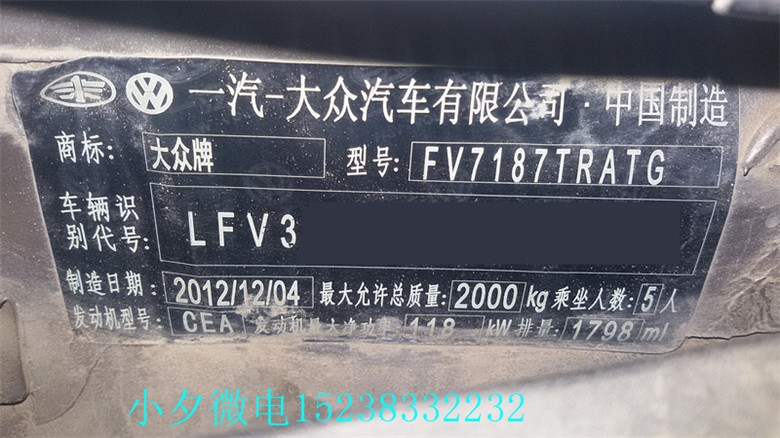 一汽-大众汽车有限公司·中国制造
商标: 大众牌 型号: FV7187TRATG
车辆识别代号: LFV3
制造日期: 2012/12/04 最大允许总质量: 2000 kg 乘坐人数: 5 人
发动机型号: CEA 发动机最大净功率: 118 kW 排量: 1798 ml
小夕微电15238332232